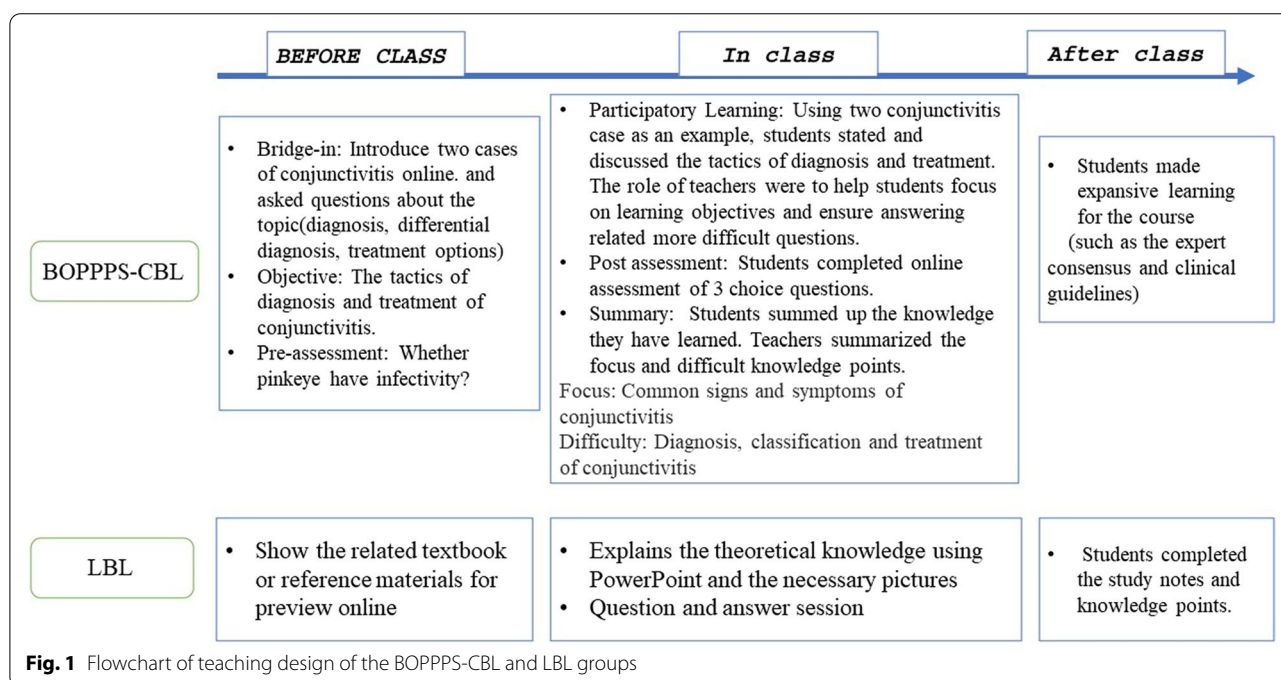 BEFORE CLASS
In class
After class
BOPPPS-CBL
• Bridge-in: Introduce two cases
of conjunctivitis online. and
asked questions about the
topic(diagnosis, differential
diagnosis, treatment options)
• Objective: The tactics of
diagnosis and treatment of
conjunctivitis.
• Pre-assessment: Whether
pinkeye have infectivity?
• Participatory Learning: Using two conjunctivitis
case as an example, students stated and
discussed the tactics of diagnosis and treatment.
The role of teachers were to help students focus
on learning objectives and ensure answering
related more difficult questions.
• Post assessment: Students completed online
assessment of 3 choice questions.
• Summary: Students summed up the knowledge
they have learned. Teachers summarized the
focus and difficult knowledge points.
Focus: Common signs and symptoms of
conjunctivitis
Difficulty: Diagnosis, classification and treatment
of conjunctivitis
• Students made
expansive learning
for the course
(such as the expert
consensus and clinical
guidelines)
LBL
• Show the related textbook
or reference materials for
preview online
• Explains the theoretical knowledge using
PowerPoint and the necessary pictures
• Question and answer session
• Students completed
the study notes and
knowledge points.
Fig. 1 Flowchart of teaching design of the BOPPPS-CBL and LBL groups